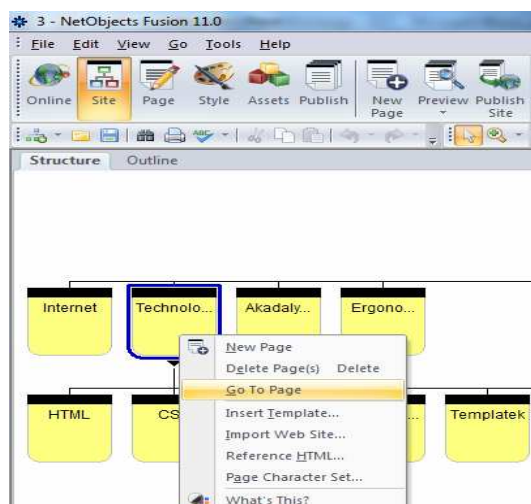 3 - NetObjects Fusion 11.0
File Edit View Go Tools Help
Online Site Page Style Assets Publish New Page Preview Publish Site
Structure Outline
Internet Technolo... Akadaly... Ergono...
New Page
Delete Page(s) Delete
Go To Page
HTML CS Insert Template... Templatek
Import Web Site...
Reference HTML...
Page Character Set...
What's This?